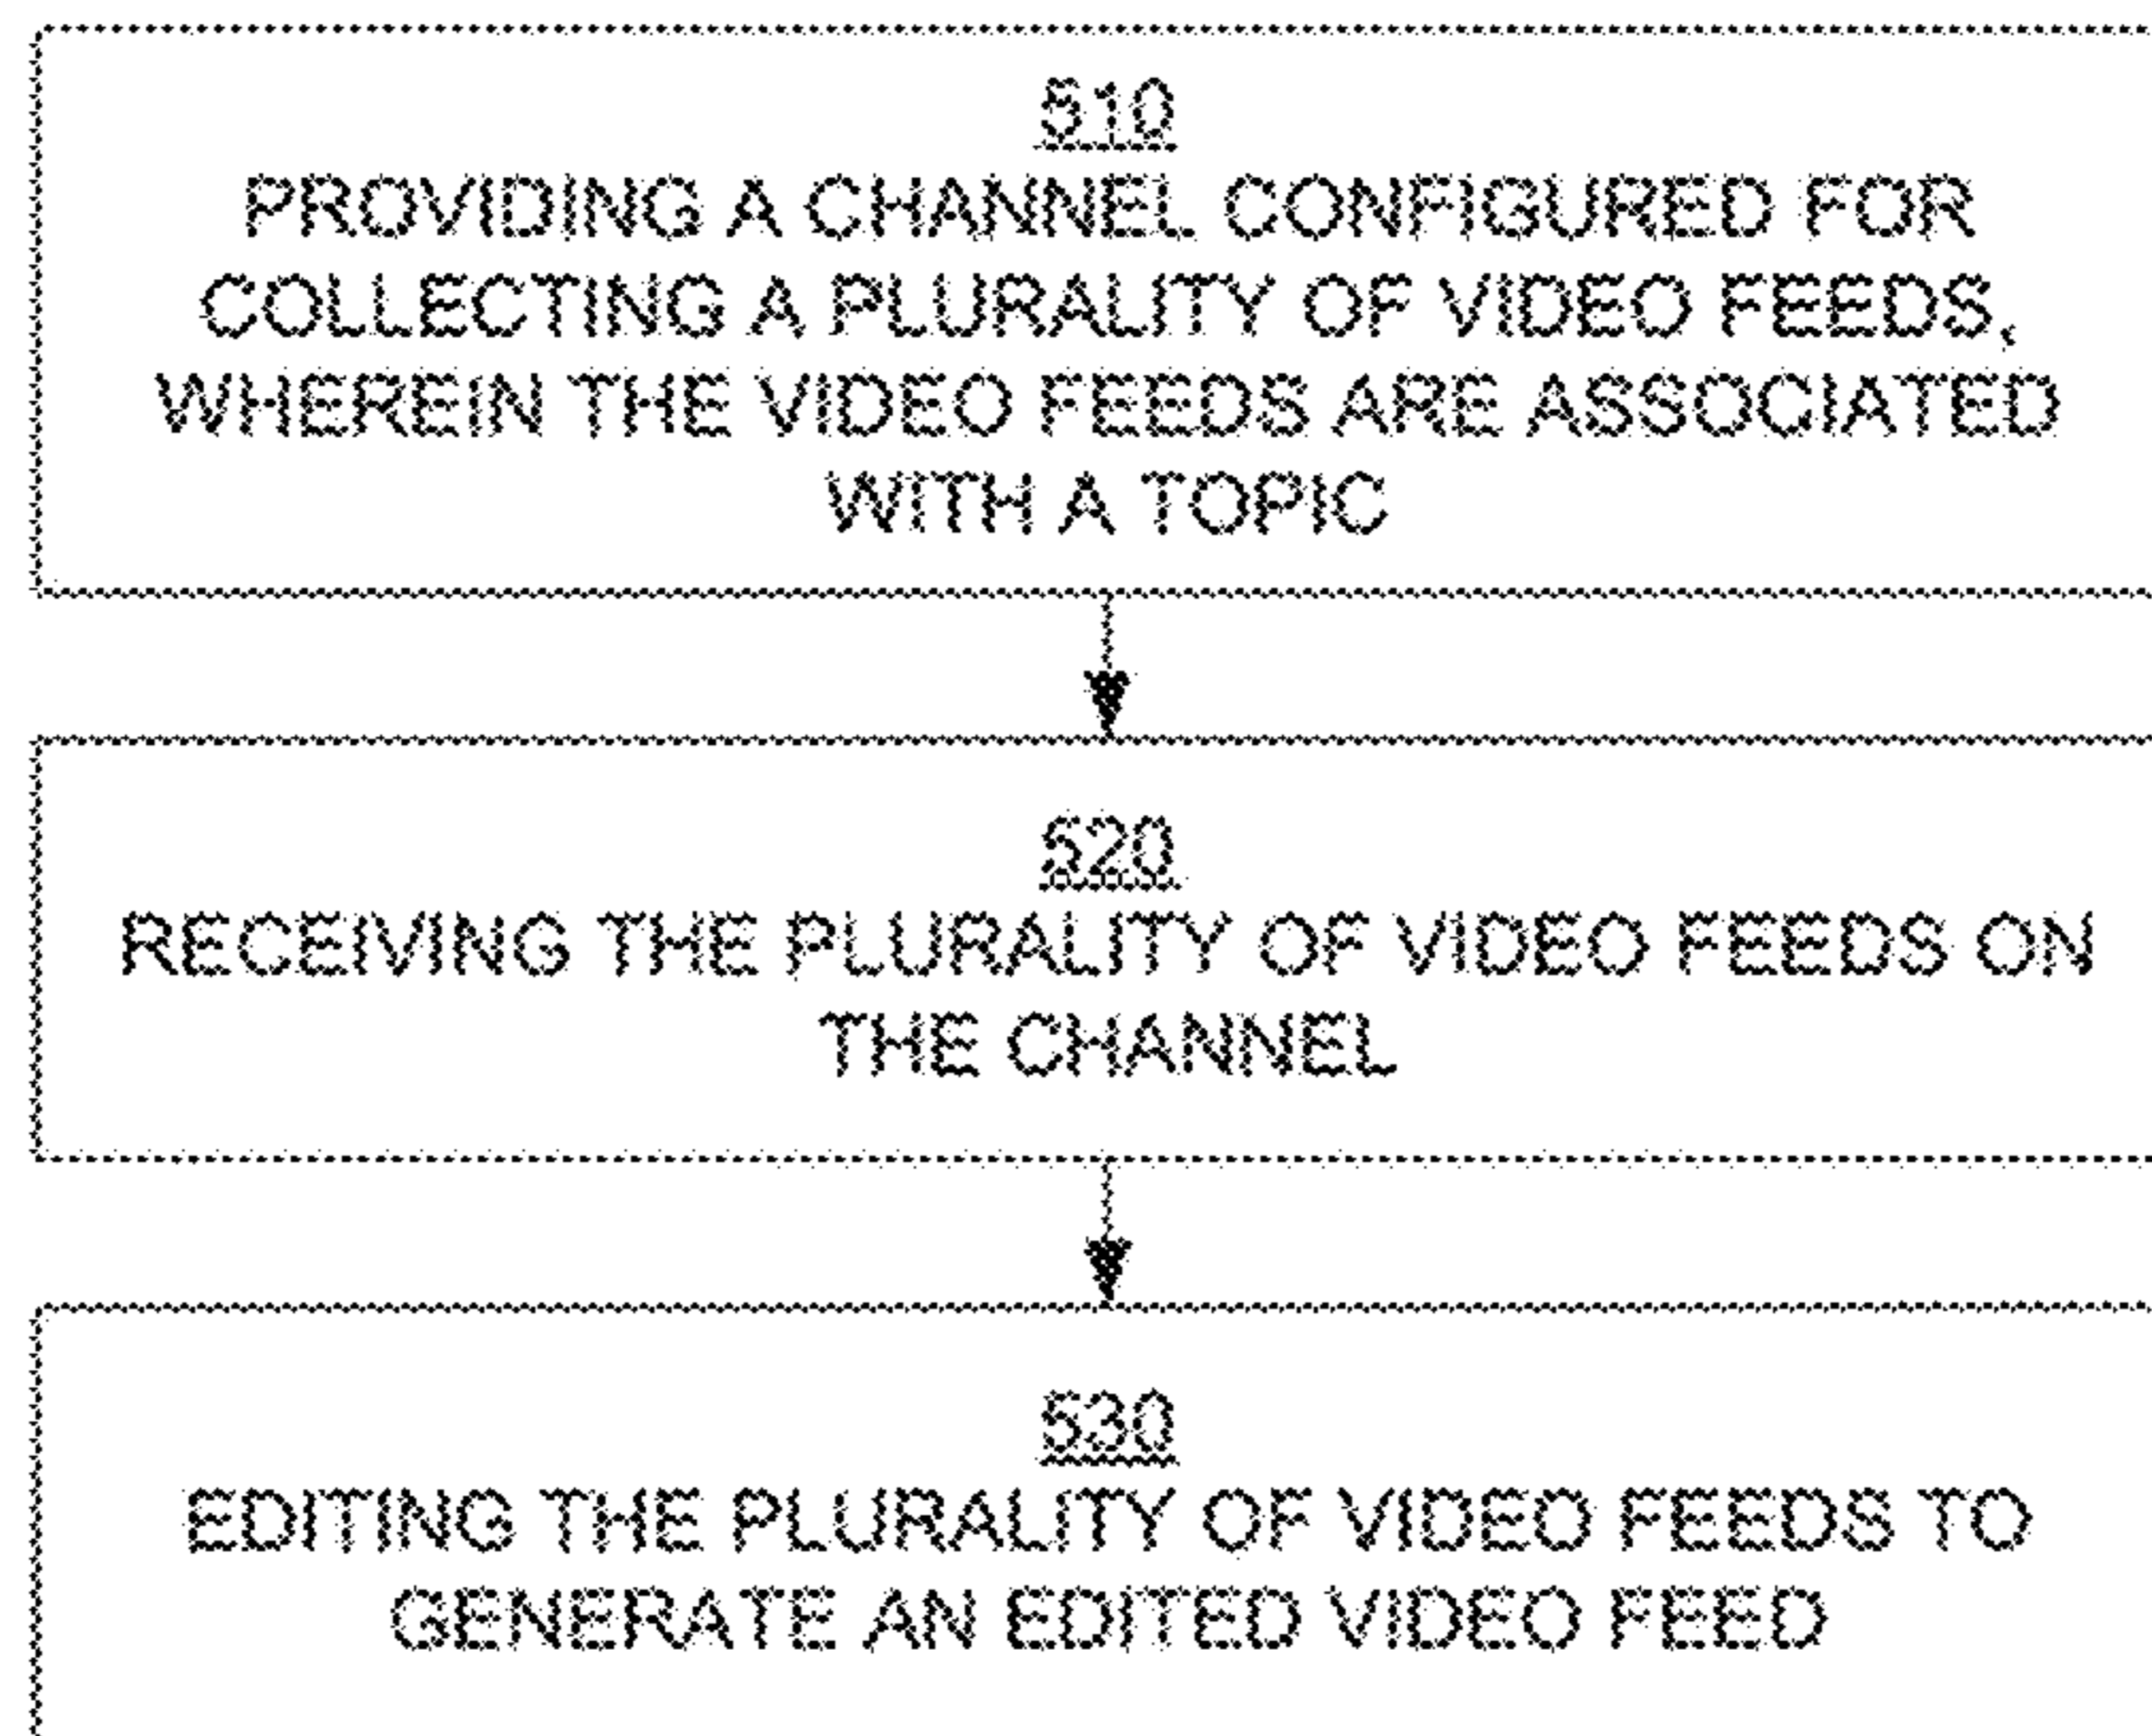 510
PROVIDING A CHANNEL CONFIGURED FOR
COLLECTING A PLURALITY OF VIDEO FEEDS,
WHEREIN THE VIDEO FEEDS ARE ASSOCIATED
WITH A TOPIC
520
RECEIVING THE PLURALITY OF VIDEO FEEDS ON
THE CHANNEL
530
EDITING THE PLURALITY OF VIDEO FEEDS TO
GENERATE AN EDITED VIDEO FEED